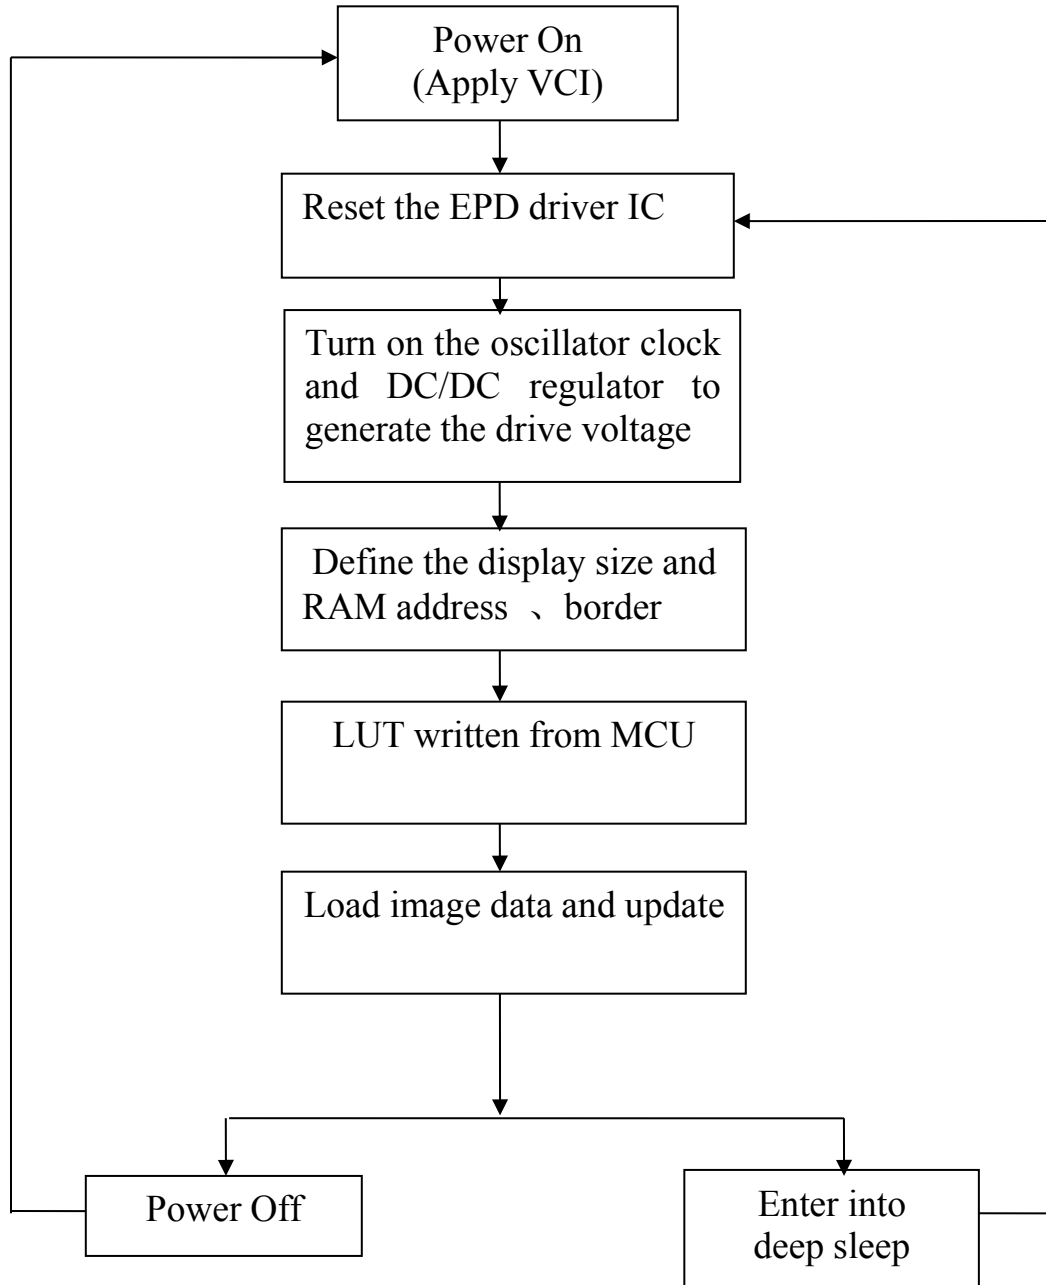 Power On
(Apply VCI)
Reset the EPD driver IC
Turn on the oscillator clock
and DC/DC regulator to
generate the drive voltage
Define the display size and
RAM address 、border
LUT written from MCU
Load image data and update
Power Off
Enter into
deep sleep